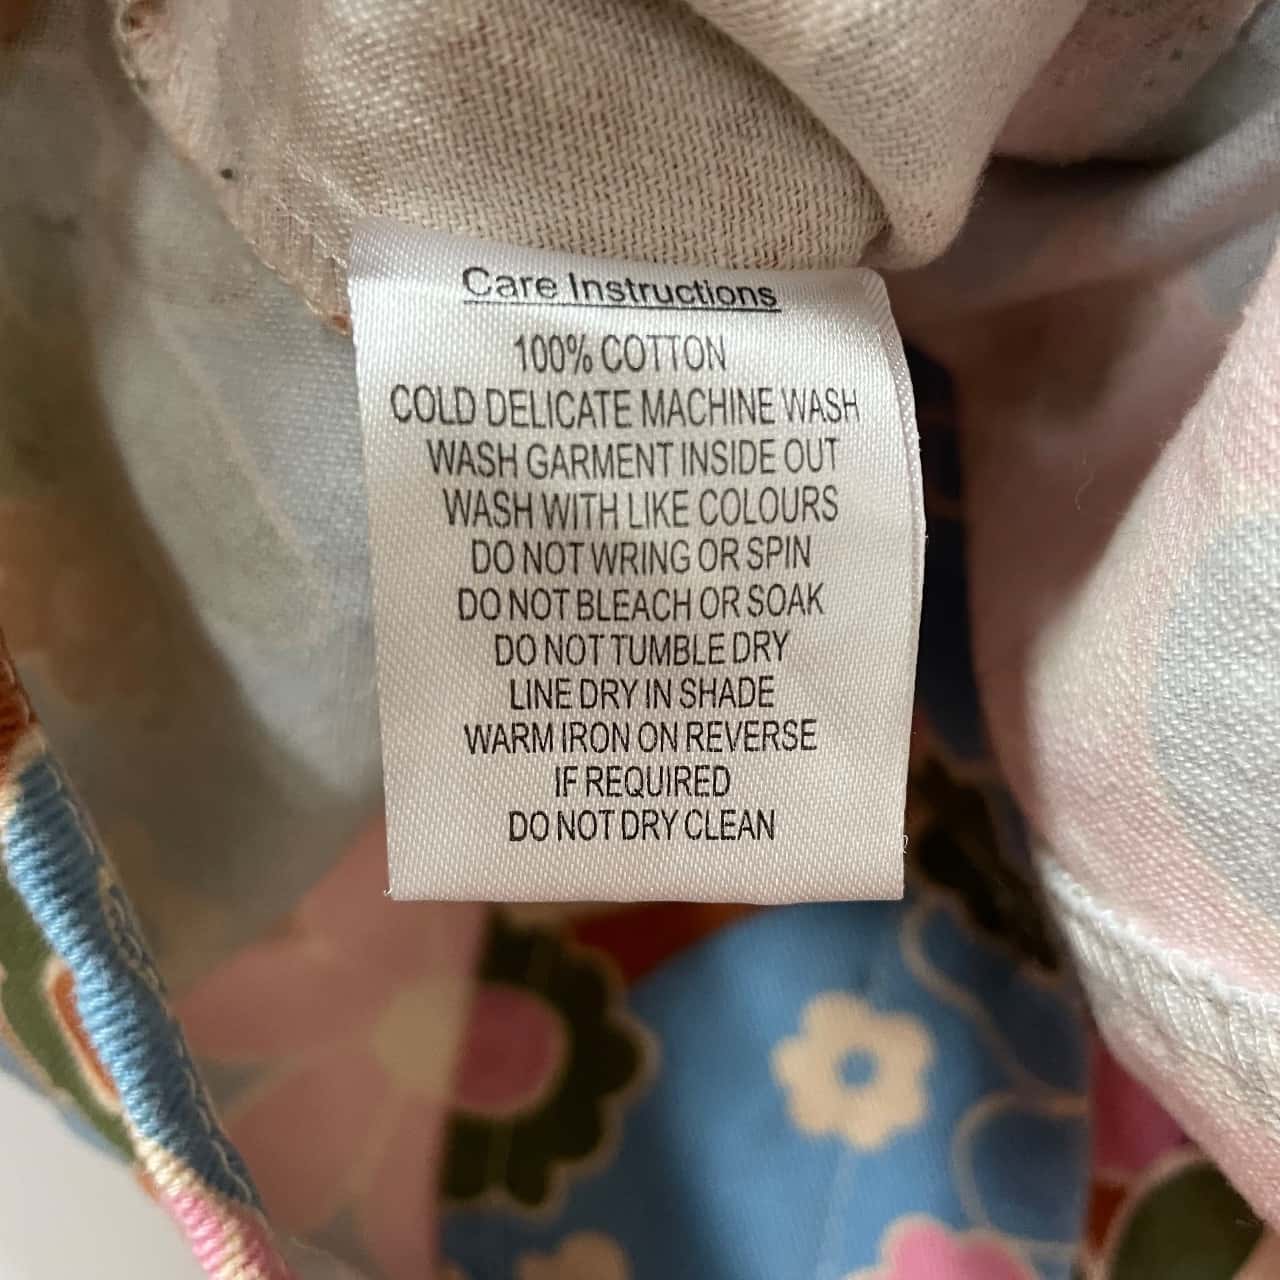 Care Instructions
100% COTTON
COLD DELICATE MACHINE WASH
WASH GARMENT INSIDE OUT
WASH WITH LIKE COLOURS
DO NOT WRING OR SPIN
DO NOT BLEACH OR SOAK
DO NOT TUMBLE DRY
LINE DRY IN SHADE
WARM IRON ON REVERSE
IF REQUIRED
DO NOT DRY CLEAN